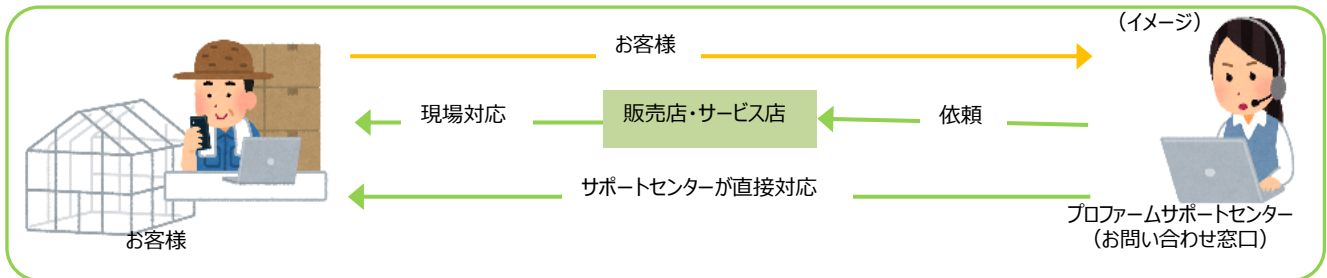 （イメージ）
お客様
現場対応
販売店・サービス店
依頼
サポートセンターが直接対応
お客様
プロファームサポートセンター
（お問い合わせ窓口）